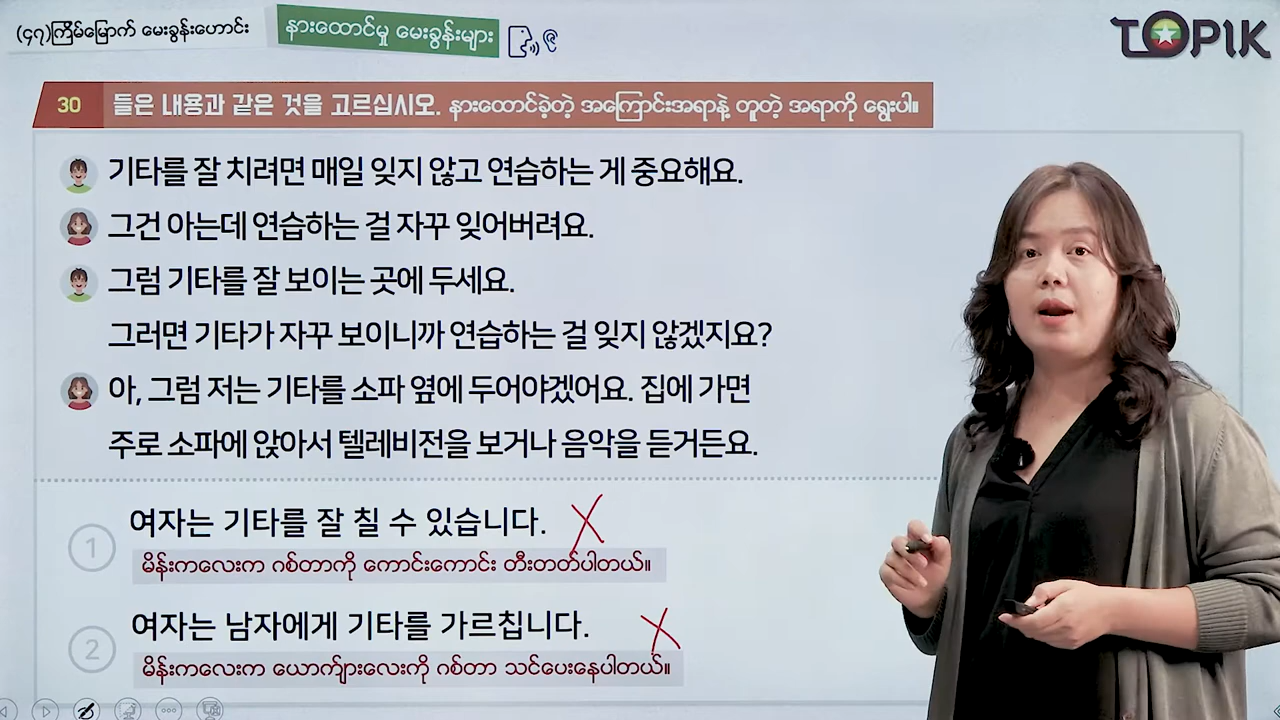 (၄၇)ကြိမ်မြောက် မေးခွန်းဟောင်း
နားထောင်မှု မေးခွန်းများ
TOPIK
30 들은 내용과 같은 것을 고르십시오. နားထောင်ခဲ့တဲ့ အကြောင်းအရာနဲ့ တူတဲ့ အရာကို ရွေးပါ။
기타를 잘 치려면 매일 잊지 않고 연습하는 게 중요해요.
그건 아는데 연습하는 걸 자꾸 잊어버려요.
그럼 기타를 잘 보이는 곳에 두세요.
그러면 기타가 자꾸 보이니까 연습하는 걸 잊지 않겠지요?
아, 그럼 저는 기타를 소파 옆에 두어야겠어요. 집에 가면
주로 소파에 앉아서 텔레비전을 보거나 음악을 듣거든요.
1 여자는 기타를 잘 칠 수 있습니다.
မိန်းကလေးက ဂစ်တာကို ကောင်းကောင်း တီးတတ်ပါတယ်။
2 여자는 남자에게 기타를 가르칩니다.
မိန်းကလေးက ယောက်ျားလေးကို ဂစ်တာ သင်ပေးနေပါတယ်။